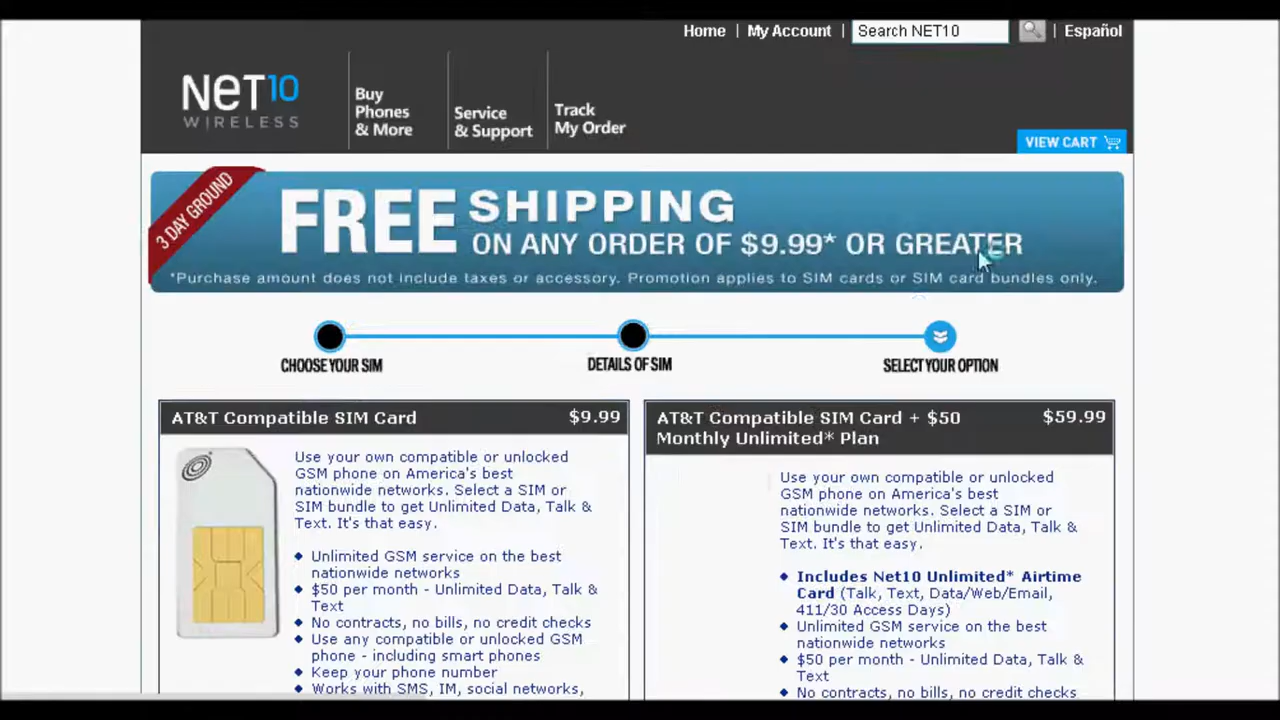 Home | My Account | Search NET10 | Español
NET10
WIRELESS
Buy
Phones
& More
Service
& Support
Track
My Order
VIEW CART
3 DAY GROUND
FREE SHIPPING
ON ANY ORDER OF $9.99* OR GREATER
*Purchase amount does not include taxes or accessory. Promotion applies to SIM cards or SIM card bundles only.
CHOOSE YOUR SIM
DETAILS OF SIM
SELECT YOUR OPTION
AT&T Compatible SIM Card $9.99
Use your own compatible or unlocked
GSM phone on America's best
nationwide networks. Select a SIM or
SIM bundle to get Unlimited Data, Talk &
Text. It's that easy.
Unlimited GSM service on the best
nationwide networks
$50 per month - Unlimited Data, Talk &
Text
No contracts, no bills, no credit checks
Use any compatible or unlocked GSM
phone - including smart phones
Keep your phone number
Works with SMS, IM, social networks,
AT&T Compatible SIM Card + $50 $59.99
Monthly Unlimited* Plan
Use your own compatible or unlocked
GSM phone on America's best
nationwide networks. Select a SIM or
SIM bundle to get Unlimited Data, Talk &
Text. It's that easy.
Includes Net10 Unlimited* Airtime
Card (Talk, Text, Data/Web/Email,
411/30 Access Days)
Unlimited GSM service on the best
nationwide networks
$50 per month - Unlimited Data, Talk &
Text
No contracts, no bills, no credit checks